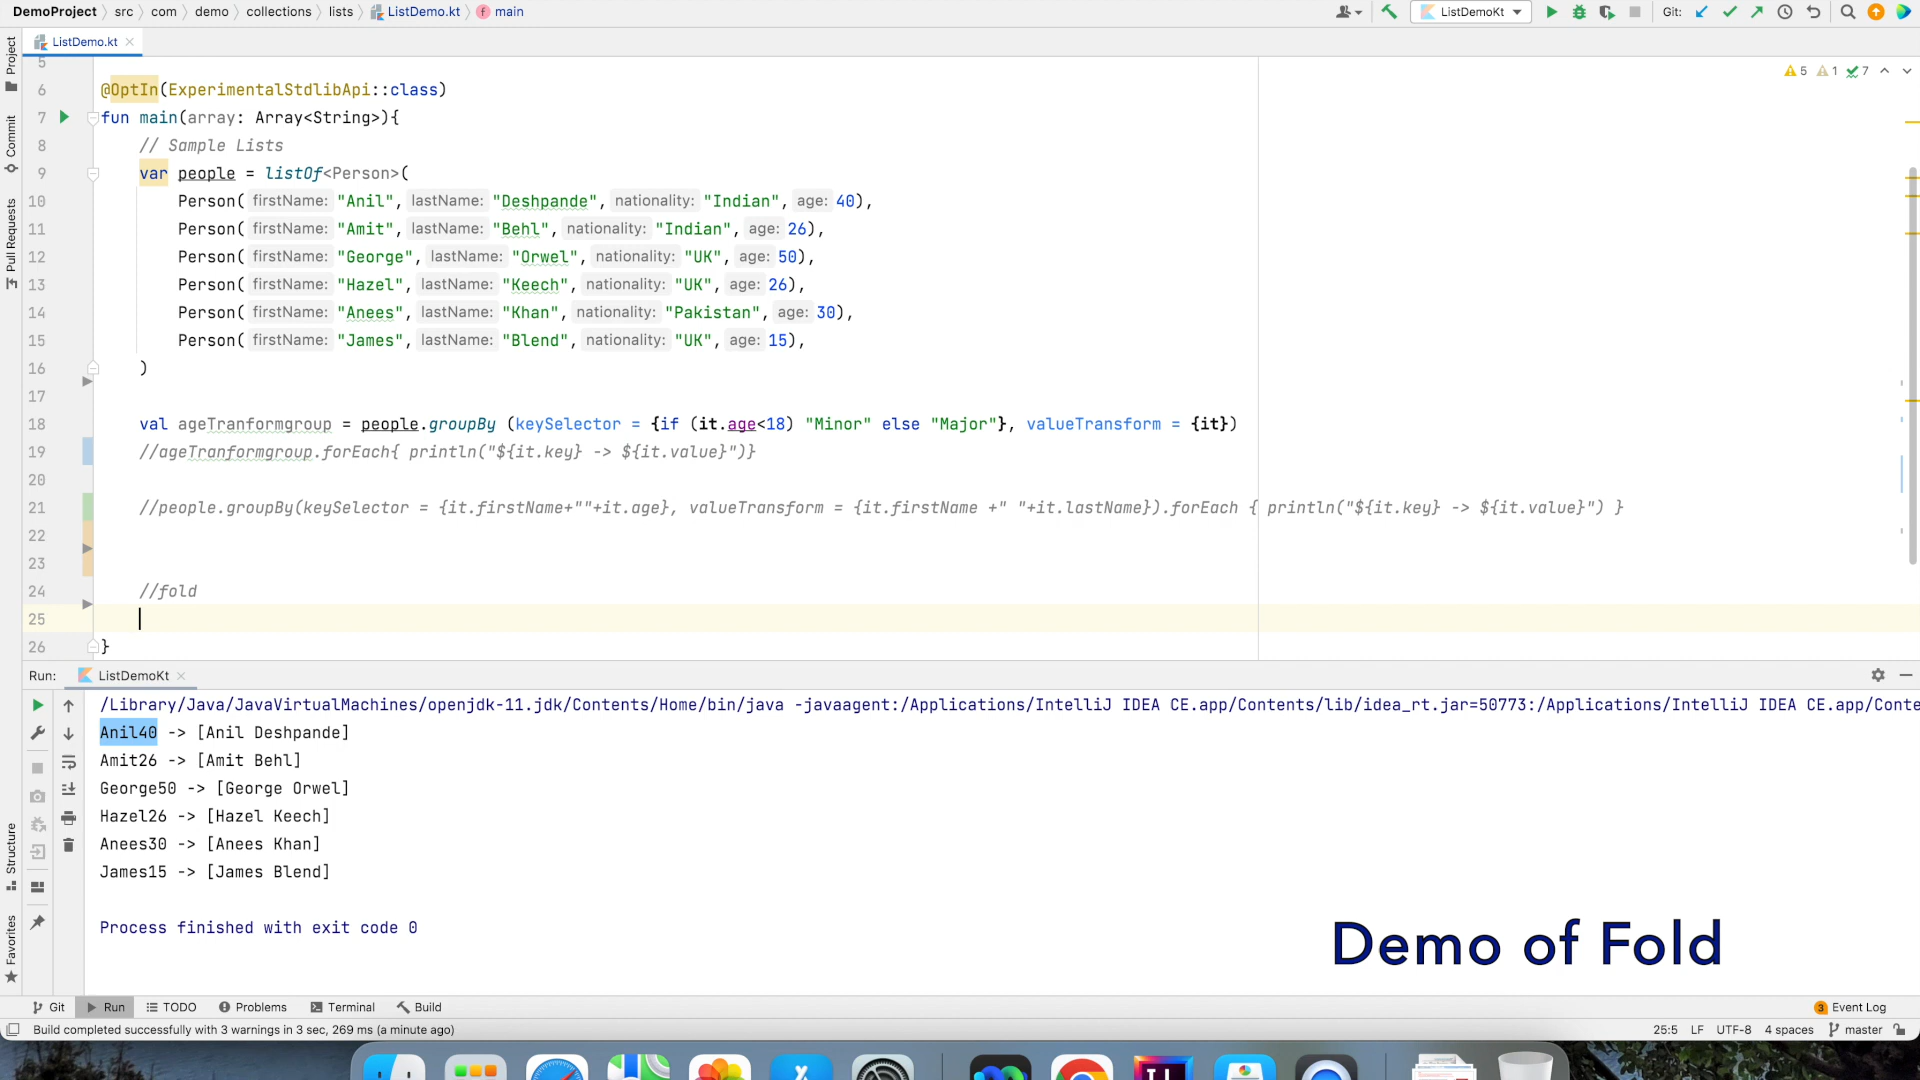 DemoProject src com demo collections lists ListDemo.kt main
ListDemoKt
Git:
ListDemo.kt
5 1 7
Project
Commit
Pull Requests
Structure
Favorites
5
6 @OptIn(ExperimentalStdlibApi::class)
7 fun main(array: Array<String>){
8 // Sample Lists
9 var people = listOf<Person>(
10 Person( firstName: "Anil", lastName: "Deshpande", nationality: "Indian", age: 40),
11 Person( firstName: "Amit", lastName: "Behl", nationality: "Indian", age: 26),
12 Person( firstName: "George", lastName: "Orwel", nationality: "UK", age: 50),
13 Person( firstName: "Hazel", lastName: "Keech", nationality: "UK", age: 26),
14 Person( firstName: "Anees", lastName: "Khan", nationality: "Pakistan", age: 30),
15 Person( firstName: "James", lastName: "Blend", nationality: "UK", age: 15),
16 )
17
18 val ageTranformgroup = people.groupBy (keySelector = {if (it.age<18) "Minor" else "Major"}, valueTransform = {it})
19 //ageTranformgroup.forEach{ println("${it.key} -> ${it.value}")}
20
21 //people.groupBy(keySelector = {it.firstName+""+it.age}, valueTransform = {it.firstName +" "+it.lastName}).forEach { println("${it.key} -> ${it.value}") }
22
23
24 //fold
25
26 }
Run: ListDemoKt
/Library/Java/JavaVirtualMachines/openjdk-11.jdk/Contents/Home/bin/java -javaagent:/Applications/IntelliJ IDEA CE.app/Contents/lib/idea_rt.jar=50773:/Applications/IntelliJ IDEA CE.app/Conte
Anil40 -> [Anil Deshpande]
Amit26 -> [Amit Behl]
George50 -> [George Orwel]
Hazel26 -> [Hazel Keech]
Anees30 -> [Anees Khan]
James15 -> [James Blend]
Process finished with exit code 0
Demo of Fold
Git Run TODO Problems Terminal Build
3 Event Log
Build completed successfully with 3 warnings in 3 sec, 269 ms (a minute ago)
25:5 LF UTF-8 4 spaces master